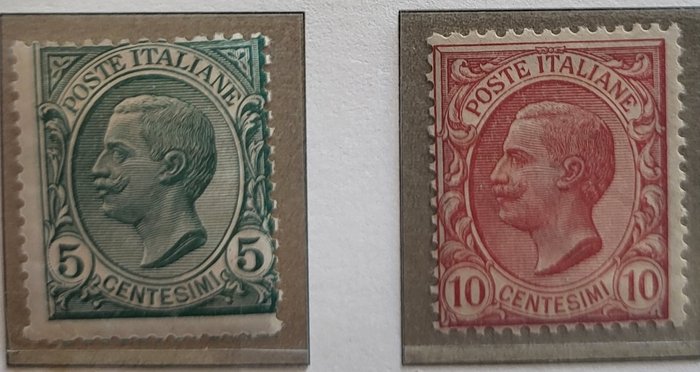 POSTE ITALIANE
5 CENTESIMI 5
POSTE ITALIANE
10 CENTESIMI 10